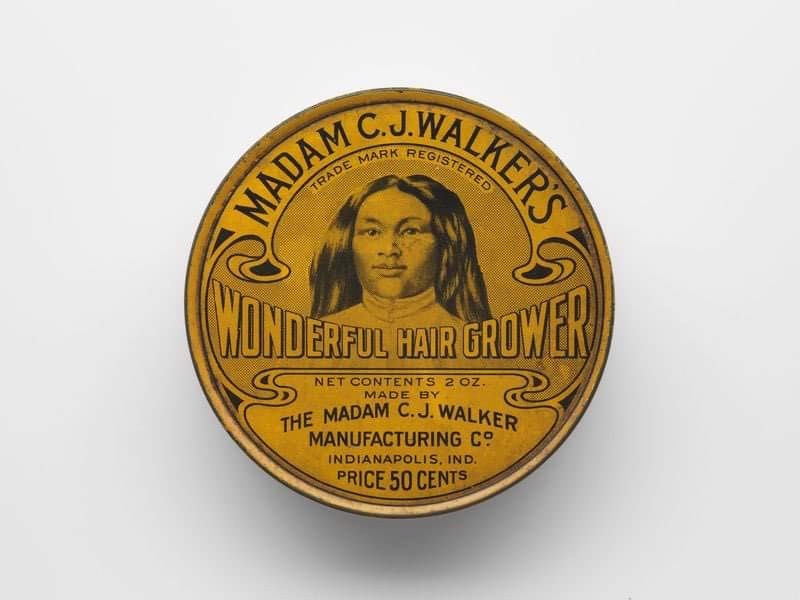 MADAM C.J.WALKER'S
TRADE MARK REGISTERED
WONDERFUL HAIR GROWER
NET CONTENTS 2 OZ.
MADE BY
THE MADAM C.J. WALKER
MANUFACTURING Cº
INDIANAPOLIS, IND.
PRICE 50 CENTS